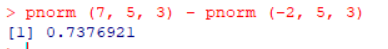 > pnorm (7, 5, 3) - pnorm (-2, 5, 3)
[1] 0.7376921